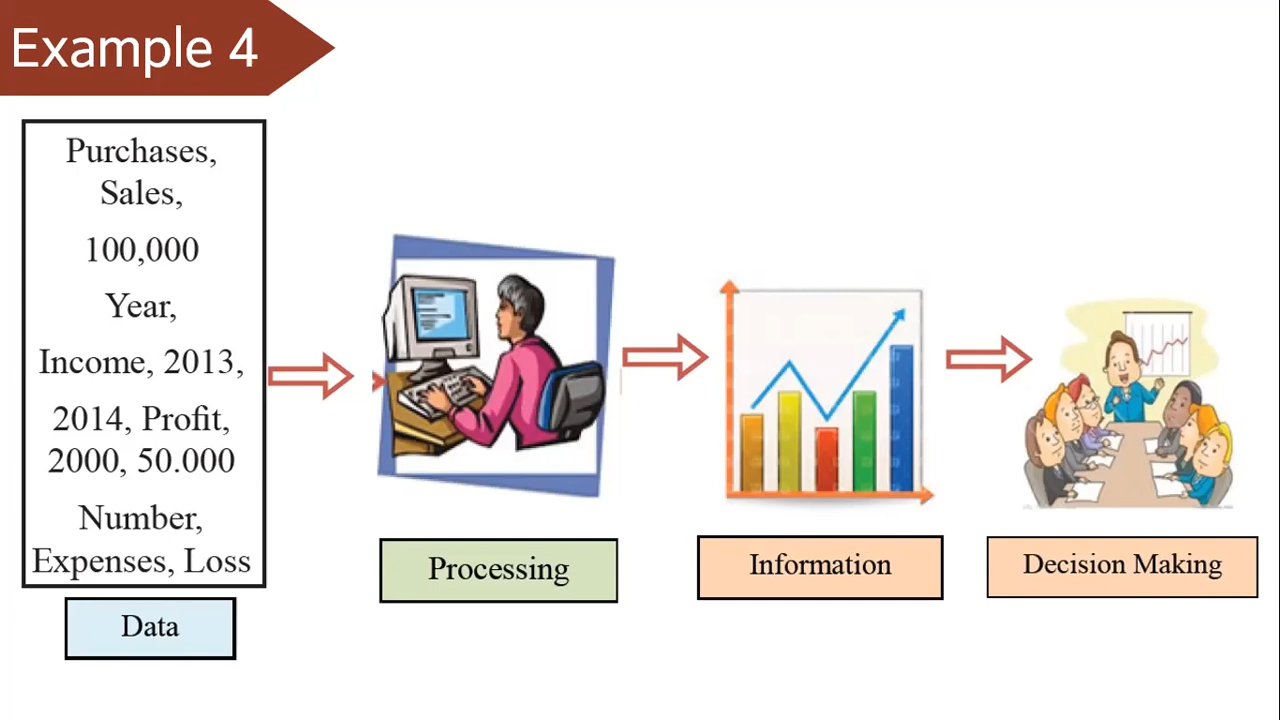 Example 4
Purchases,
Sales,
100,000
Year,
Income, 2013,
2014, Profit,
2000, 50.000
Number,
Expenses, Loss
Data
Processing
Information
Decision Making